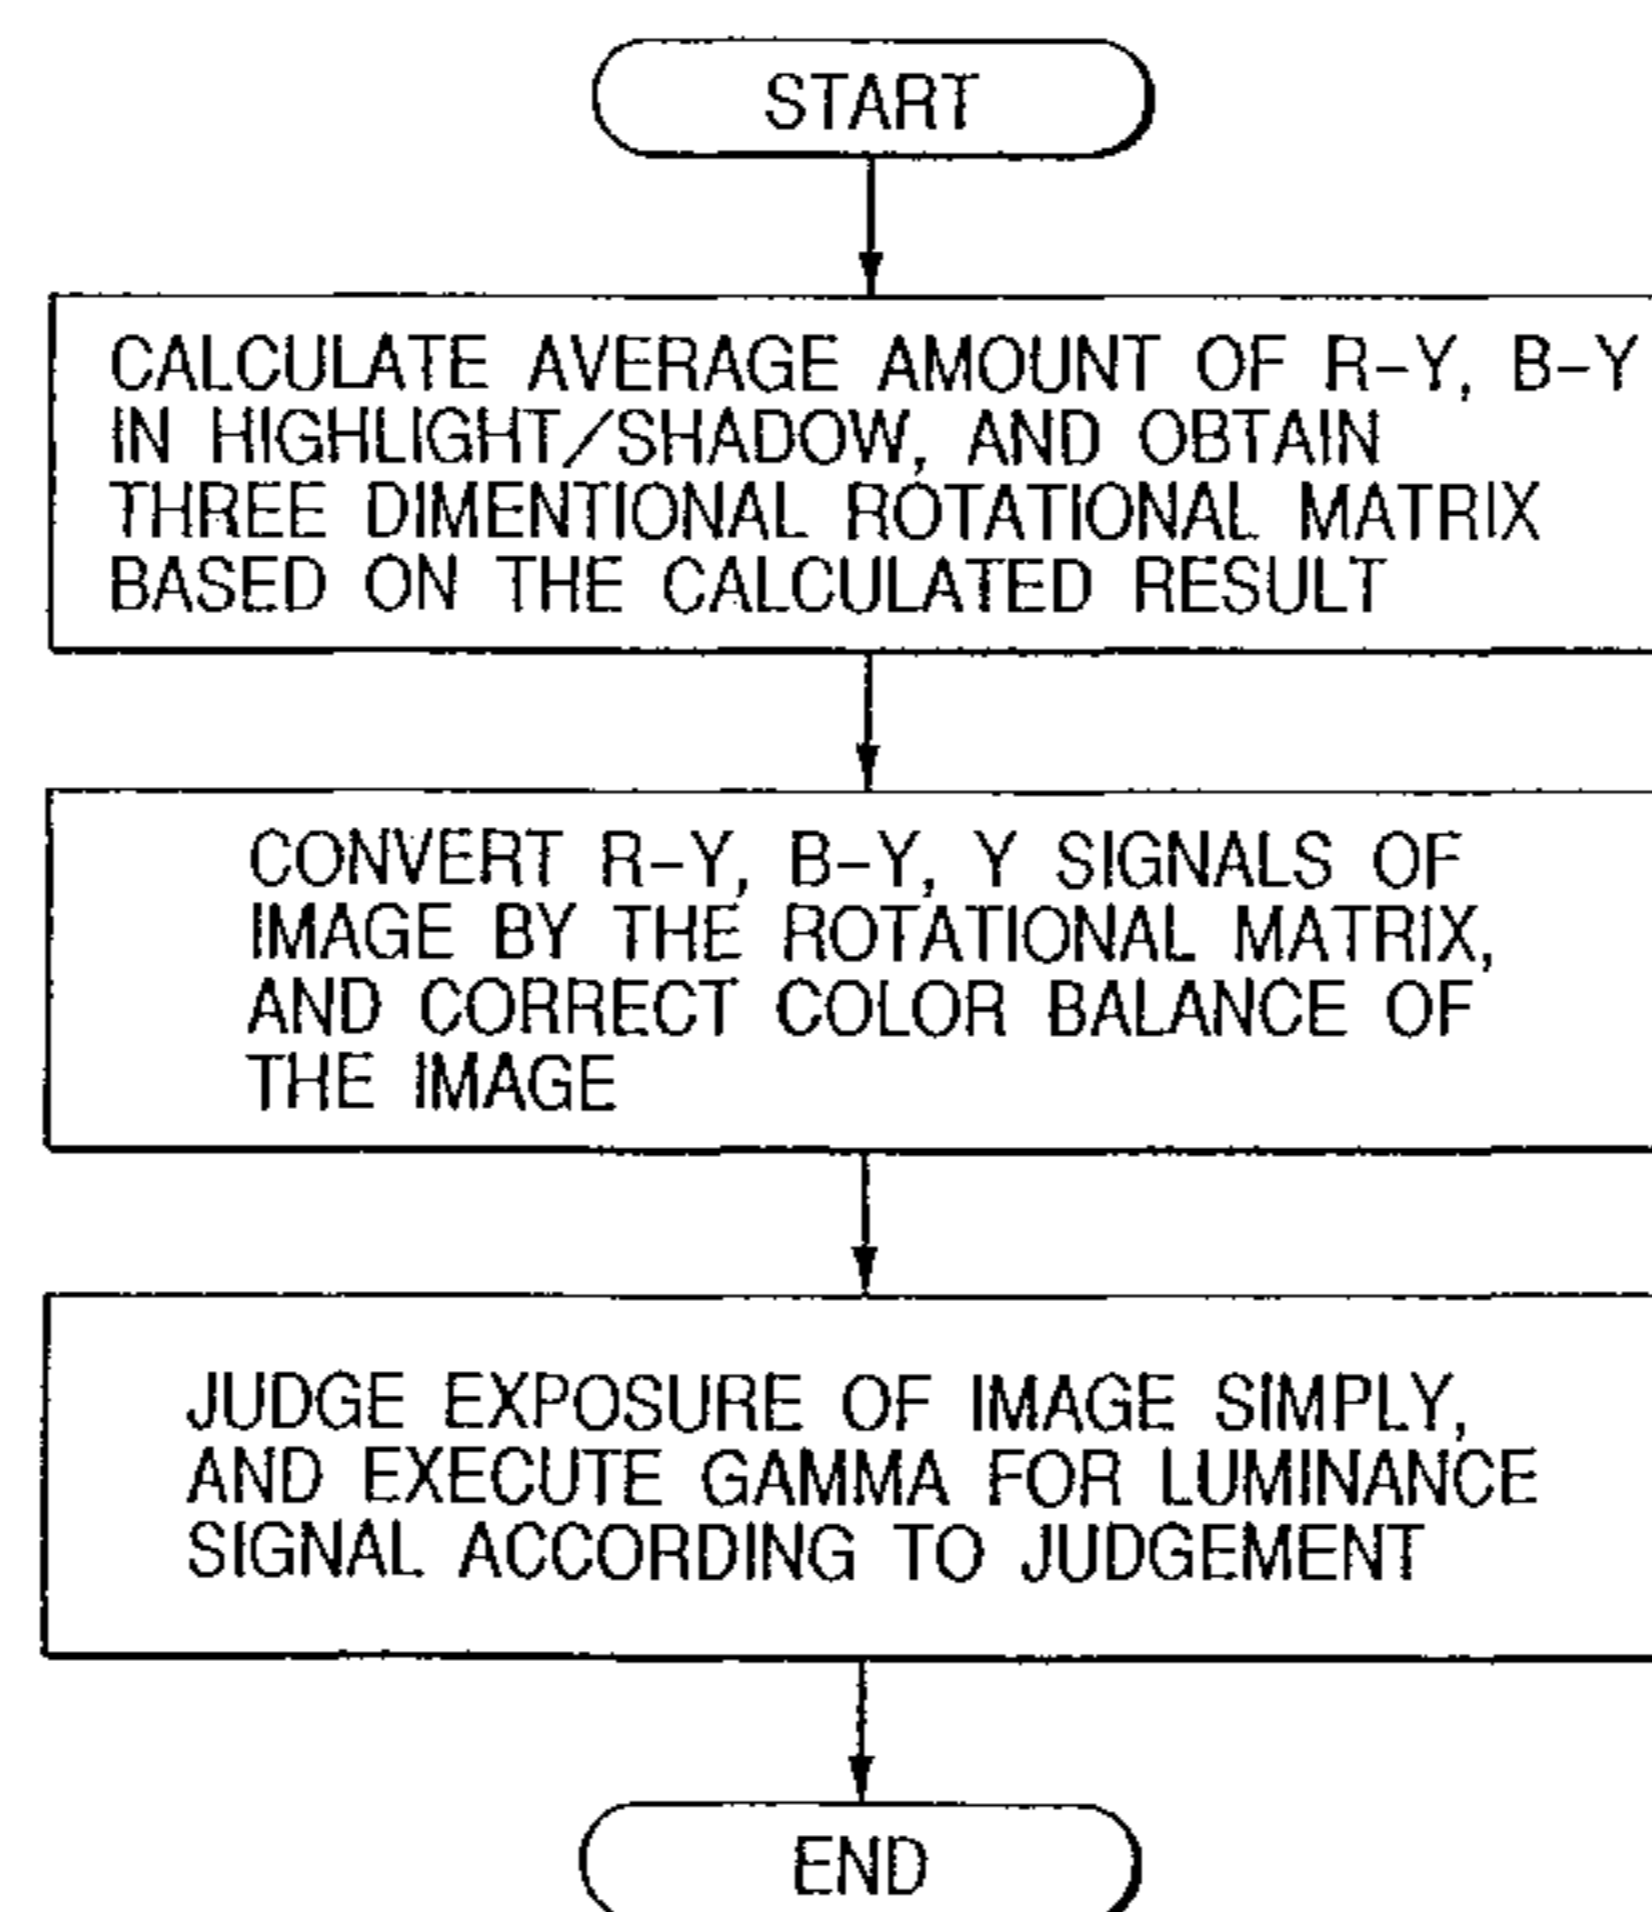 START
CALCULATE AVERAGE AMOUNT OF R-Y, B-Y
IN HIGHLIGHT/SHADOW, AND OBTAIN
THREE DIMENTIONAL ROTATIONAL MATRIX
BASED ON THE CALCULATED RESULT
CONVERT R-Y, B-Y, Y SIGNALS OF
IMAGE BY THE ROTATIONAL MATRIX,
AND CORRECT COLOR BALANCE OF
THE IMAGE
JUDGE EXPOSURE OF IMAGE SIMPLY,
AND EXECUTE GAMMA FOR LUMINANCE
SIGNAL ACCORDING TO JUDGEMENT
END